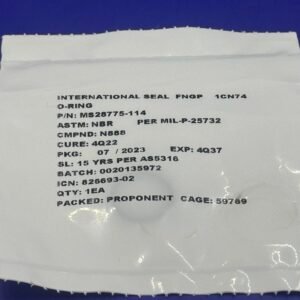 INTERNATIONAL SEAL FNGP 1CN74
O-RING
P/N: MS28775-114
ASTM: NBR PER MIL-P-25732
CMPND: N888
CURE: 4Q22
PKG: 07 / 2023 EXP: 4Q37
SL: 15 YRS PER AS5316
BATCH: 0020135972
ICN: 826693-02
QTY: 1EA
PACKED: PROPONENT CAGE: 59769